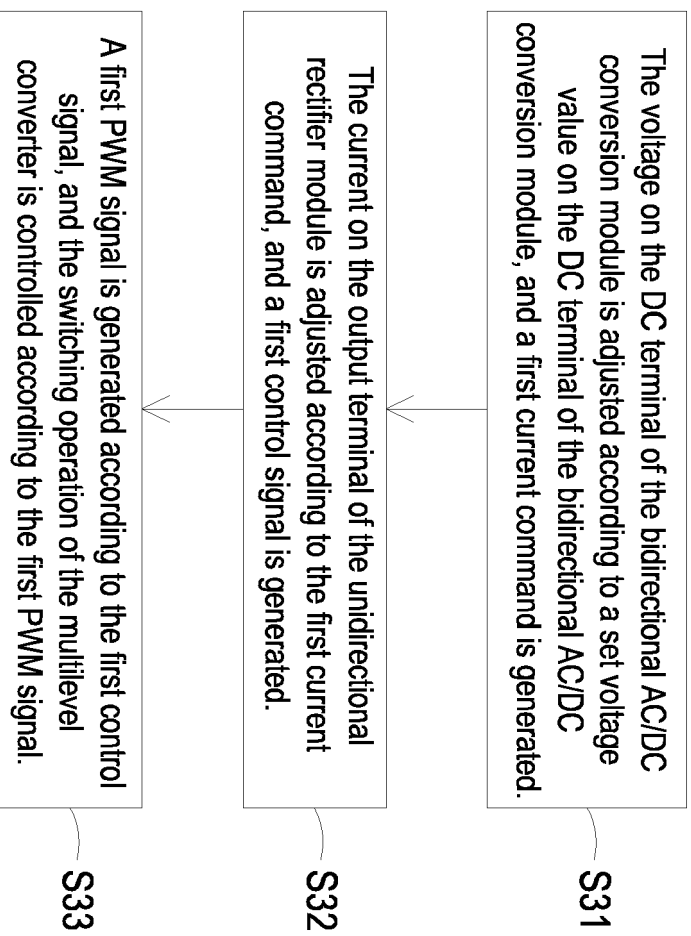 The voltage on the DC terminal of the bidirectional AC/DC
conversion module is adjusted according to a set voltage
value on the DC terminal of the bidirectional AC/DC
conversion module, and a first current command is generated.
S31
The current on the output terminal of the unidirectional
rectifier module is adjusted according to the first current
command, and a first control signal is generated.
S32
A first PWM signal is generated according to the first control
signal, and the switching operation of the multilevel
converter is controlled according to the first PWM signal.
S33